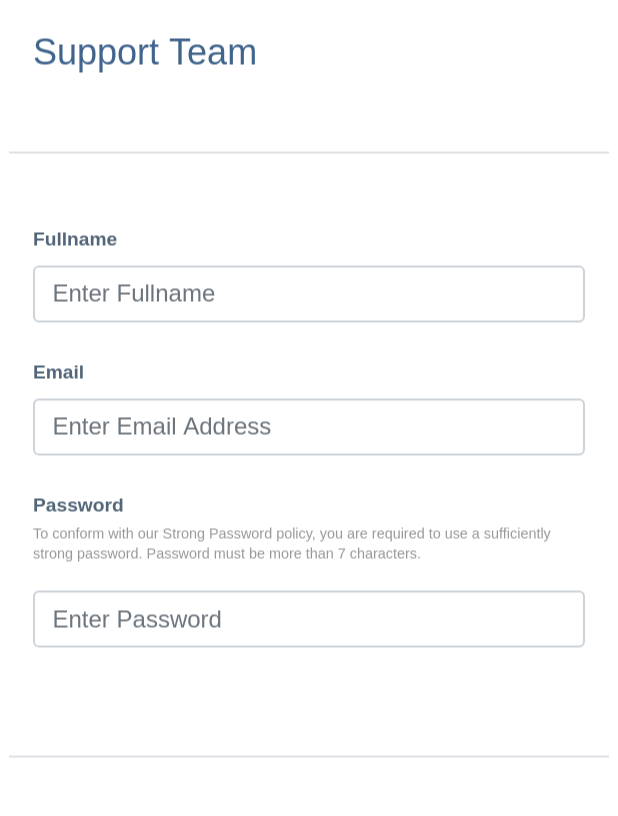 Support Team
Fullname
Enter Fullname
Email
Enter Email Address
Password
To conform with our Strong Password policy, you are required to use a sufficiently
strong password. Password must be more than 7 characters.
Enter Password